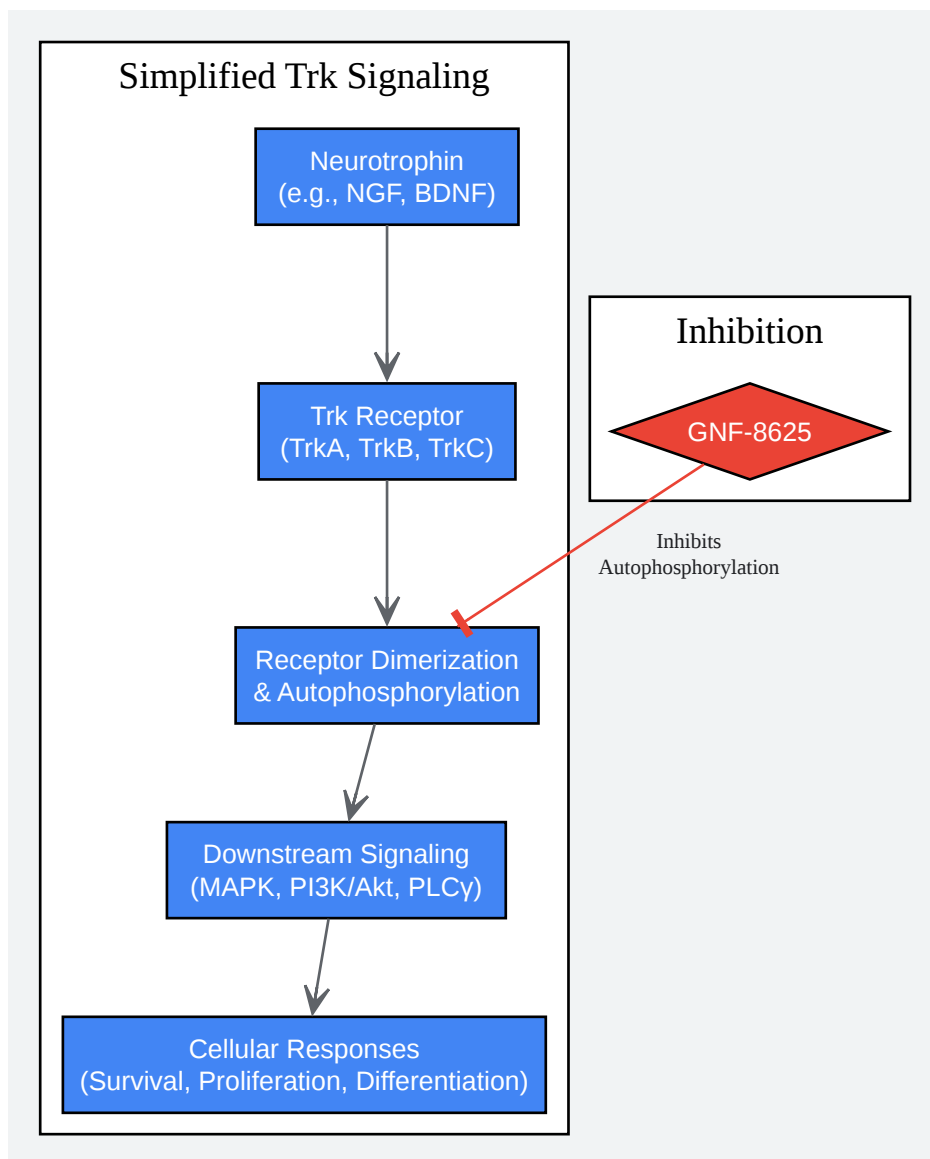 Simplified Trk Signaling
Neurotrophin
(e.g., NGF, BDNF)
Trk Receptor
(TrkA, TrkB, TrkC)
Receptor Dimerization
& Autophosphorylation
Downstream Signaling
(MAPK, PI3K/Akt, PLCγ)
Cellular Responses
(Survival, Proliferation, Differentiation)
Inhibition
GNF-8625
Inhibits
Autophosphorylation